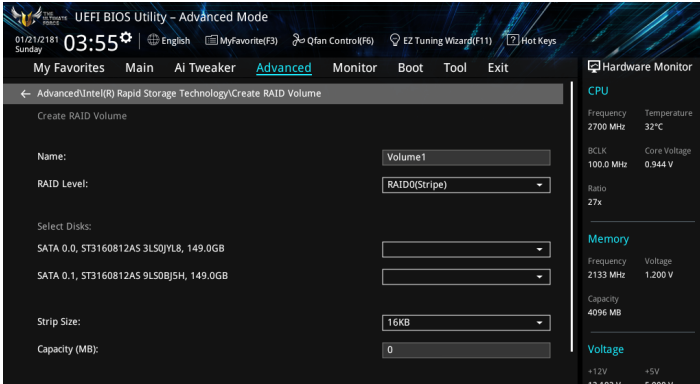 THE ULTIMATE FORCE UEFI BIOS Utility – Advanced Mode
01/21/2181 Sunday 03:55 English MyFavorite(F3) Qfan Control(F6) EZ Tuning Wizard(F11) ? Hot Keys
My Favorites Main Ai Tweaker Advanced Monitor Boot Tool Exit
← Advanced\Intel(R) Rapid Storage Technology\Create RAID Volume
Create RAID Volume
Name: Volume1
RAID Level: RAID0(Stripe)
Select Disks:
SATA 0.0, ST3160812AS 3LS0JYL8, 149.0GB
SATA 0.1, ST3160812AS 9LS0BJ5H, 149.0GB
Strip Size: 16KB
Capacity (MB): 0
Hardware Monitor
CPU
Frequency Temperature
2700 MHz 32°C
BCLK Core Voltage
100.0 MHz 0.944 V
Ratio
27x
Memory
Frequency Voltage
2133 MHz 1.200 V
Capacity
4096 MB
Voltage
+12V +5V